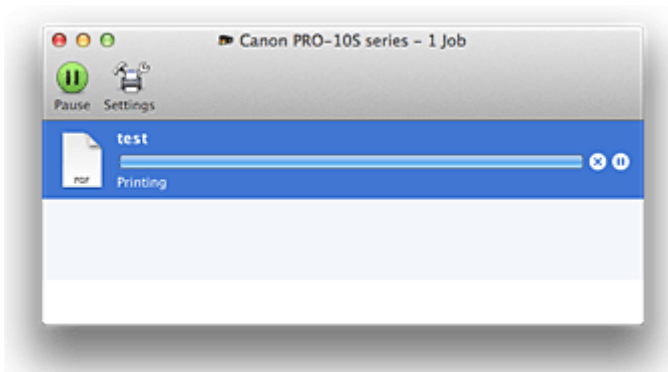 Canon PRO-10S series – 1 Job
Pause Settings
test
Printing
PDF